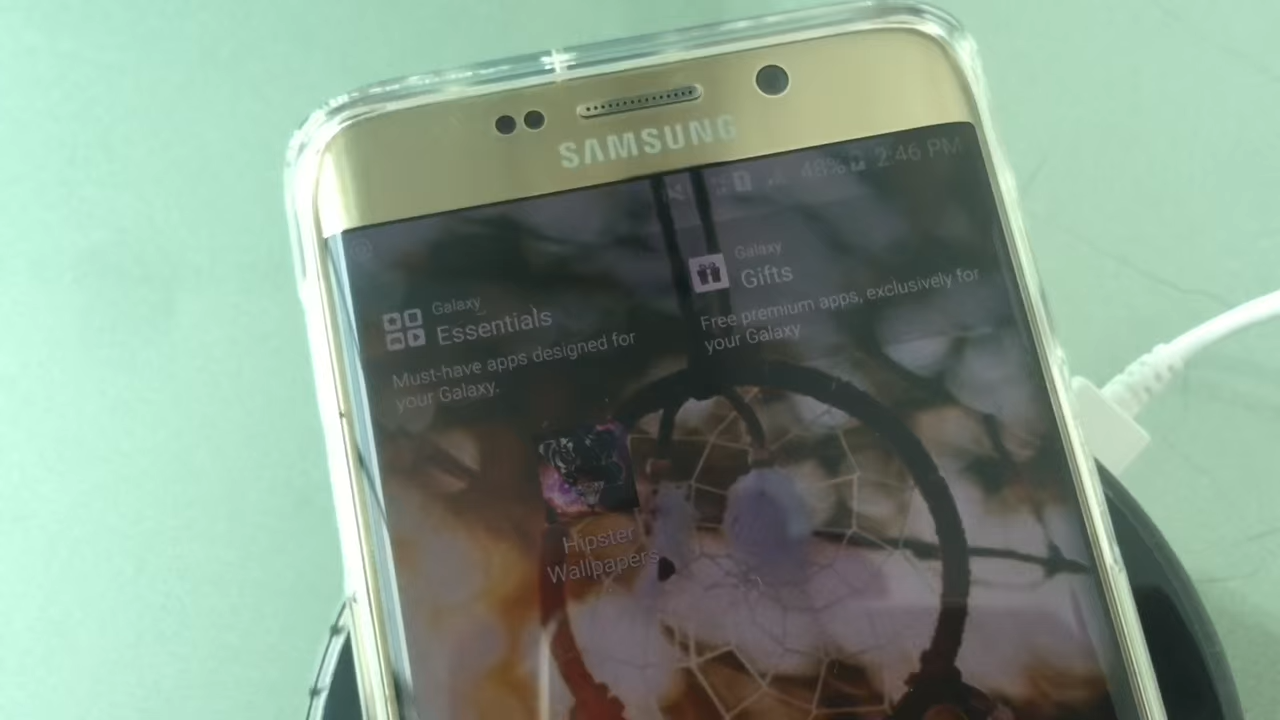 SAMSUNG
48% 2:46 PM
Galaxy
Essentials
Must-have apps designed for
your Galaxy.
Galaxy
Gifts
Free premium apps, exclusively for
your Galaxy
Hipster
Wallpapers